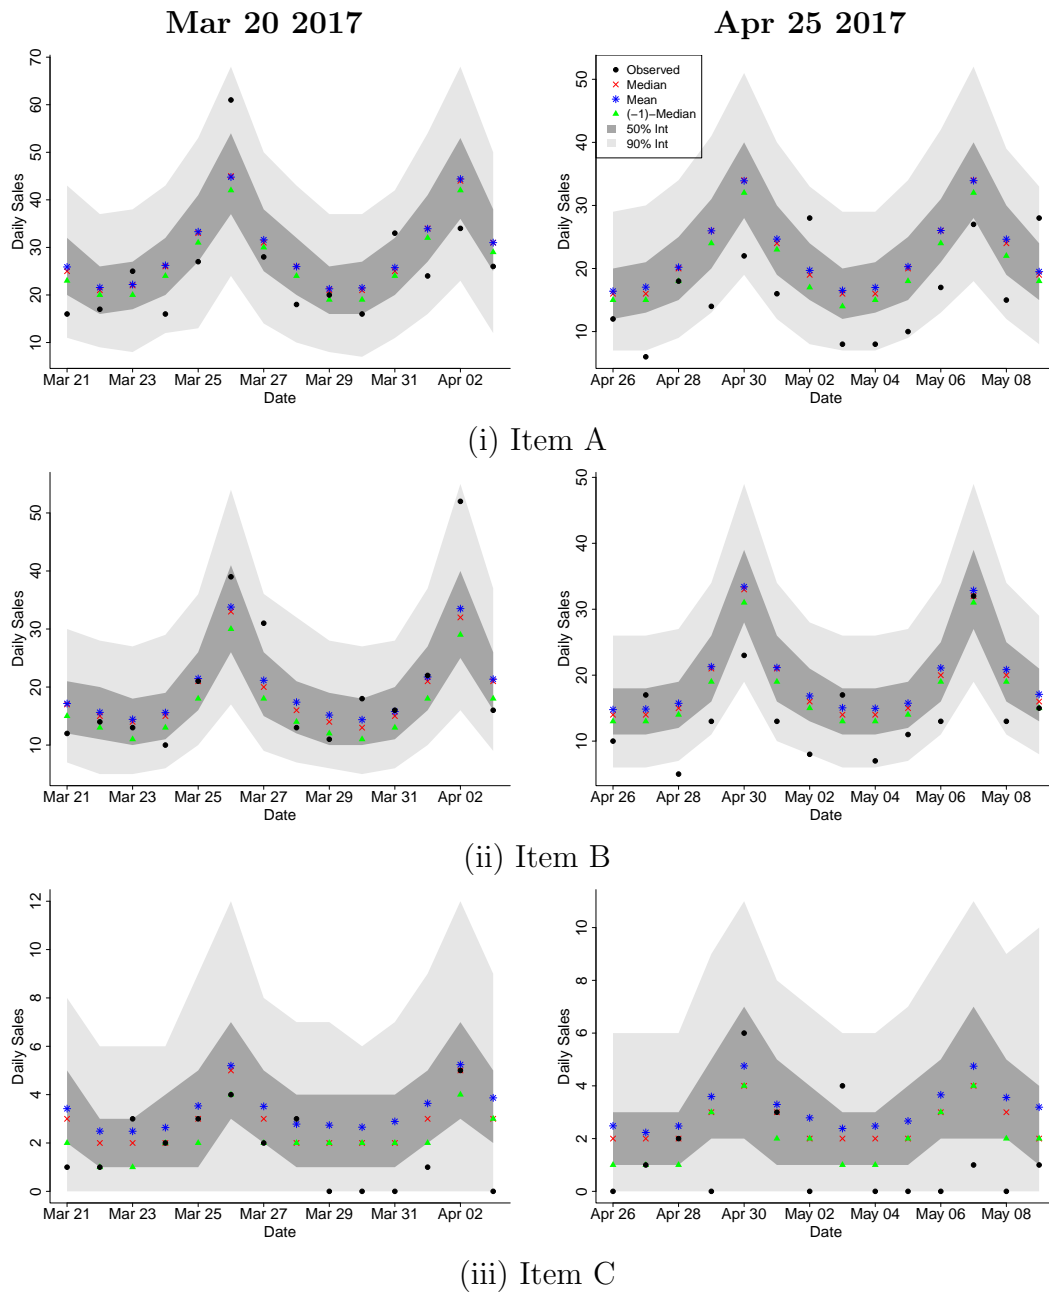 Mar 20 2017
Apr 25 2017
70
60
50
40
30
20
10
Daily Sales
Mar 21 Mar 23 Mar 25 Mar 27 Mar 29 Mar 31 Apr 02
Date
50
40
30
20
10
Daily Sales
Observed
Median
Mean
(−1)−Median
50% Int
90% Int
Apr 26 Apr 28 Apr 30 May 02 May 04 May 06 May 08
Date
(i) Item A
50
40
30
20
10
Daily Sales
Mar 21 Mar 23 Mar 25 Mar 27 Mar 29 Mar 31 Apr 02
Date
50
40
30
20
10
Daily Sales
Apr 26 Apr 28 Apr 30 May 02 May 04 May 06 May 08
Date
(ii) Item B
12
10
8
6
4
2
0
Daily Sales
Mar 21 Mar 23 Mar 25 Mar 27 Mar 29 Mar 31 Apr 02
Date
10
8
6
4
2
0
Daily Sales
Apr 26 Apr 28 Apr 30 May 02 May 04 May 06 May 08
Date
(iii) Item C